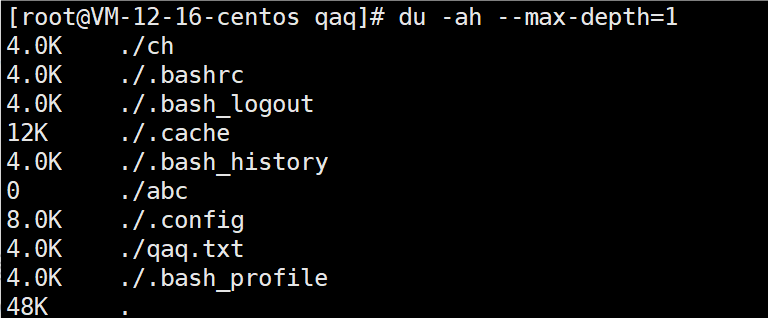 [root@VM-12-16-centos qaq]# du -ah --max-depth=1
4.0K    ./ch
4.0K    ./.bashrc
4.0K    ./.bash_logout
12K     ./.cache
4.0K    ./.bash_history
0       ./abc
8.0K    ./.config
4.0K    ./qaq.txt
4.0K    ./.bash_profile
48K     .